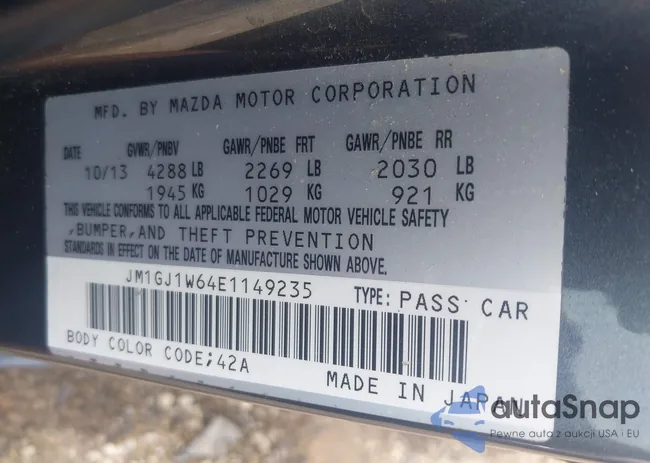 MFD. BY MAZDA MOTOR CORPORATION
DATE GVWR/PNBV GAWR/PNBE FRT GAWR/PNBE RR
10/13 4288 LB 2269 LB 2030 LB
1945 KG 1029 KG 921 KG
THIS VEHICLE CONFORMS TO ALL APPLICABLE FEDERAL MOTOR VEHICLE SAFETY
,BUMPER,AND THEFT PREVENTION
STANDARDS IN EFFECT ON THE DATE OF MANUFACTURE SHOWN ABOVE.
JM1GJ1W64E1149235 TYPE: PASS CAR
BODY COLOR CODE;42A
MADE IN JAPAN
autoSnap
Pewne auto z aukcji USA i EU